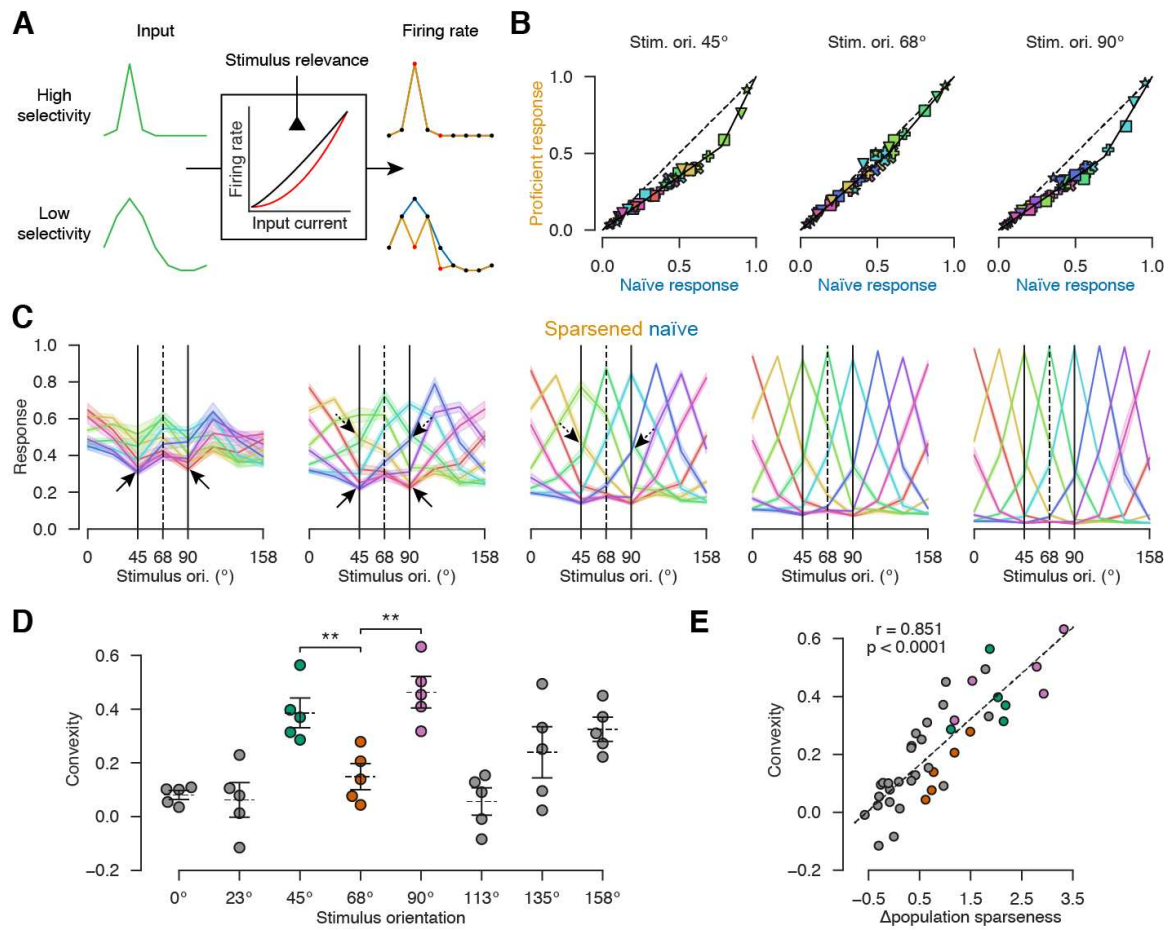 A
Input
Firing rate
Stimulus relevance
High
selectivity
Firing rate
Input current
Low
selectivity
B
Stim. ori. 45°
Stim. ori. 68°
Stim. ori. 90°
Proficient response
1.0
0.5
0.0
0.0 0.5 1.0
0.0 0.5 1.0
0.0 0.5 1.0
Naïve response
Naïve response
Naïve response
C
Sparsened naïve
Response
1.0
0.8
0.6
0.4
0.2
0.0
0 45 68 90 158
0 45 68 90 158
0 45 68 90 158
0 45 68 90 158
0 45 68 90 158
Stimulus ori. (°)
Stimulus ori. (°)
Stimulus ori. (°)
Stimulus ori. (°)
Stimulus ori. (°)
D
** **
Convexity
0.6
0.4
0.2
0.0
−0.2
0° 23° 45° 68° 90° 113° 135° 158°
Stimulus orientation
E
r = 0.851
p < 0.0001
Convexity
0.6
0.4
0.2
0.0
−0.2
−0.5 0.5 1.5 2.5 3.5
Δpopulation sparseness